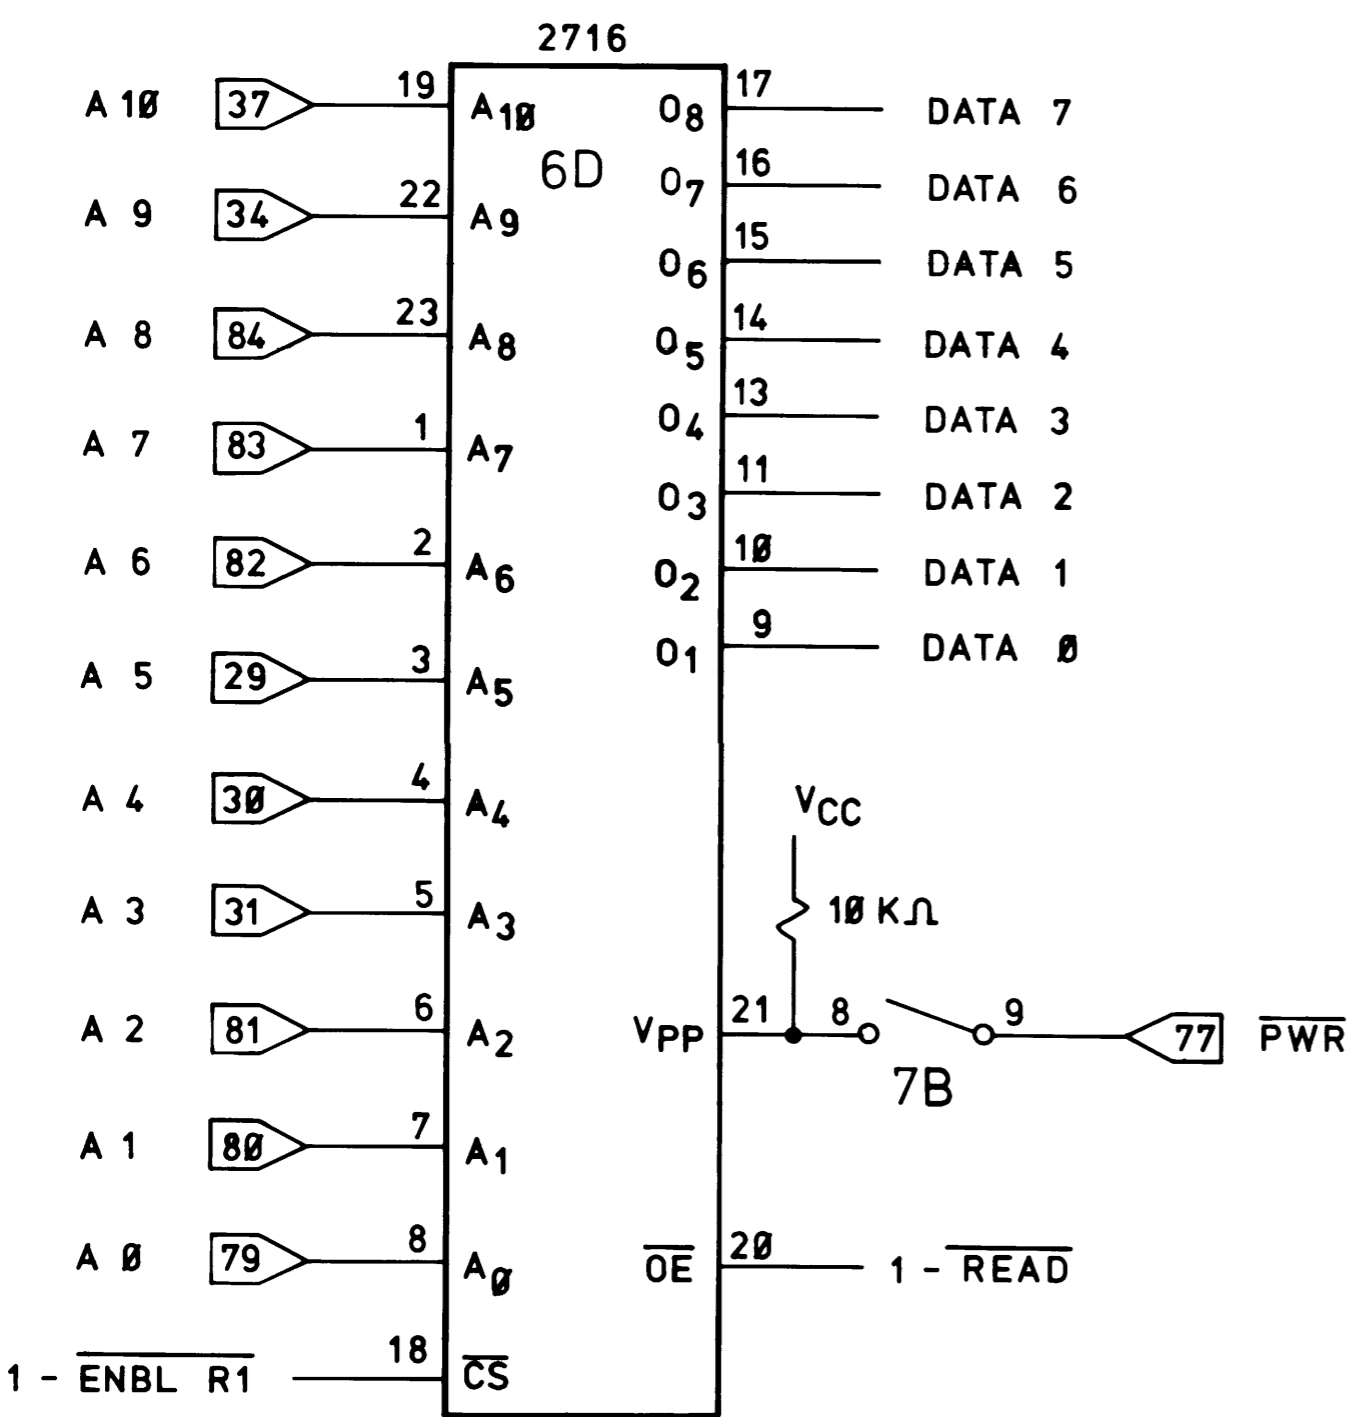 2716
A 1Ø 37 19 A1Ø O8 17 DATA 7
6D
A 9 34 22 A9 O7 16 DATA 6
O6 15 DATA 5
A 8 84 23 A8 O5 14 DATA 4
A 7 83 1 A7 O4 13 DATA 3
O3 11 DATA 2
A 6 82 2 A6 O2 1Ø DATA 1
A 5 29 3 A5 O1 9 DATA Ø
A 4 3Ø 4 A4 VCC
A 3 31 5 A3 1Ø KΩ
A 2 81 6 A2 VPP 21 8 9 77 PWR
7B
A 1 8Ø 7 A1
A Ø 79 8 AØ OE 2Ø 1 - READ
1 - ENBL R1 18 CS